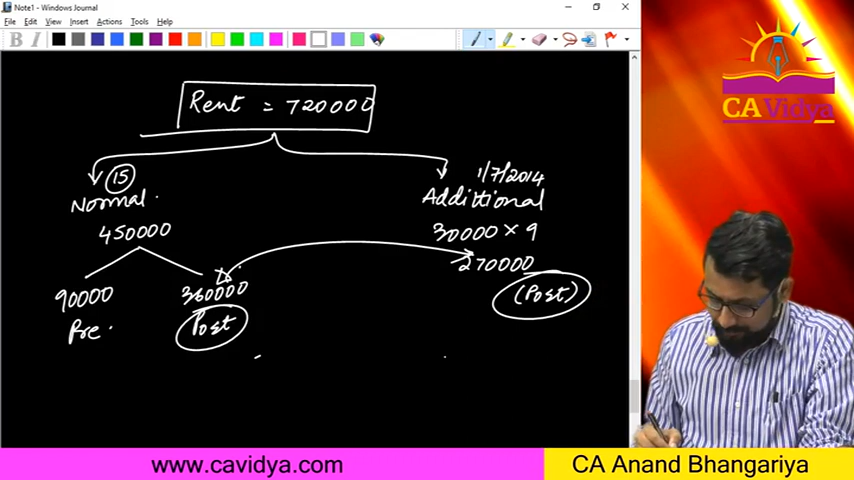 Note1 - Windows Journal
File Edit View Insert Actions Tools Help
B I
Rent = 720000
15
Normal
450000
90000
Pre
360000
Post
1/7/2014
Additional
30000 × 9
270000
(Post)
CA Vidya
www.cavidya.com
CA Anand Bhangariya